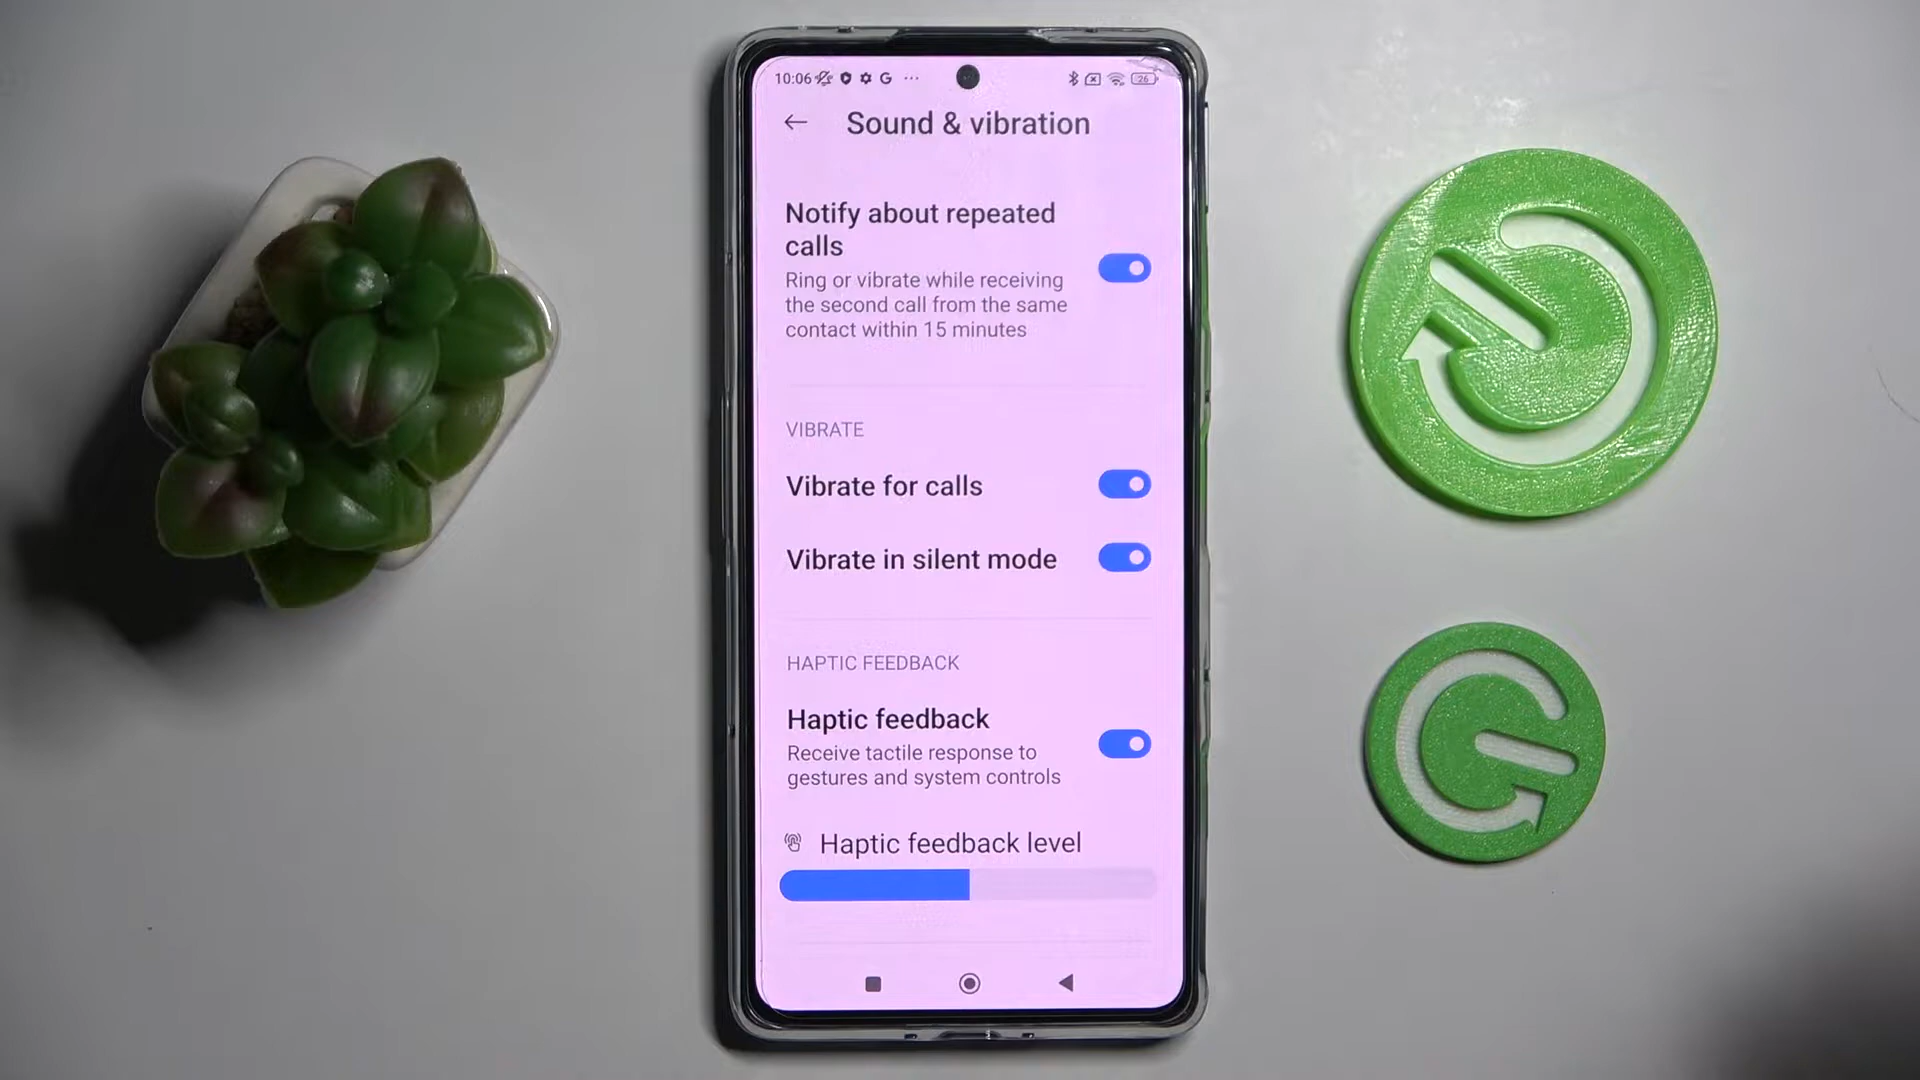 10:06 G ...
26
Sound & vibration
Notify about repeated
calls
Ring or vibrate while receiving
the second call from the same
contact within 15 minutes
VIBRATE
Vibrate for calls
Vibrate in silent mode
HAPTIC FEEDBACK
Haptic feedback
Receive tactile response to
gestures and system controls
Haptic feedback level